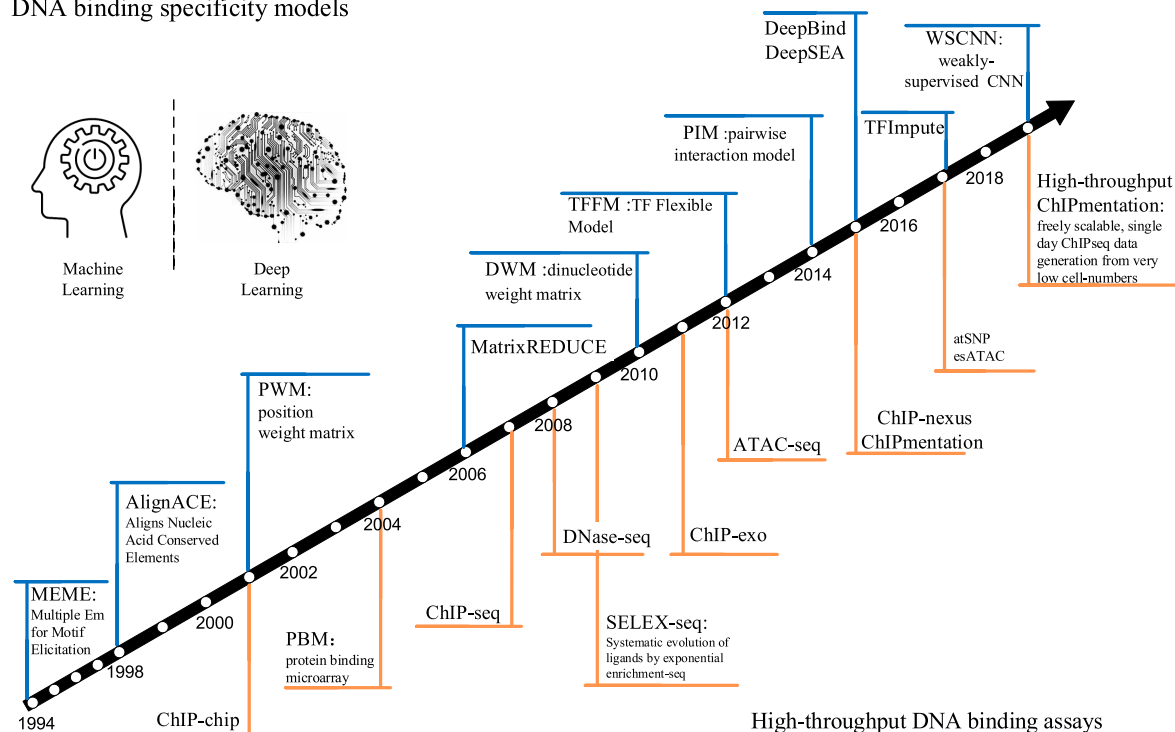 DNA binding specificity models
Machine
Learning
Deep
Learning
MEME:
Multiple Em
for Motif
Elicitation
AlignACE:
Aligns Nucleic
Acid Conserved
Elements
PWM:
position
weight matrix
MatrixREDUCE
DWM :dinucleotide
weight matrix
TFFM :TF Flexible
Model
PIM :pairwise
interaction model
DeepBind
DeepSEA
TFImpute
WSCNN:
weakly-
supervised CNN
1994
1998
2000
2002
2004
2006
2008
2010
2012
2014
2016
2018
ChIP-chip
PBM:
protein binding
microarray
ChIP-seq
DNase-seq
SELEX-seq:
Systematic evolution of
ligands by exponential
enrichment-seq
ChIP-exo
ATAC-seq
ChIP-nexus
ChIPmentation
atSNP
esATAC
High-throughput
ChIPmentation:
freely scalable, single
day ChIPseq data
generation from very
low cell-numbers
High-throughput DNA binding assays